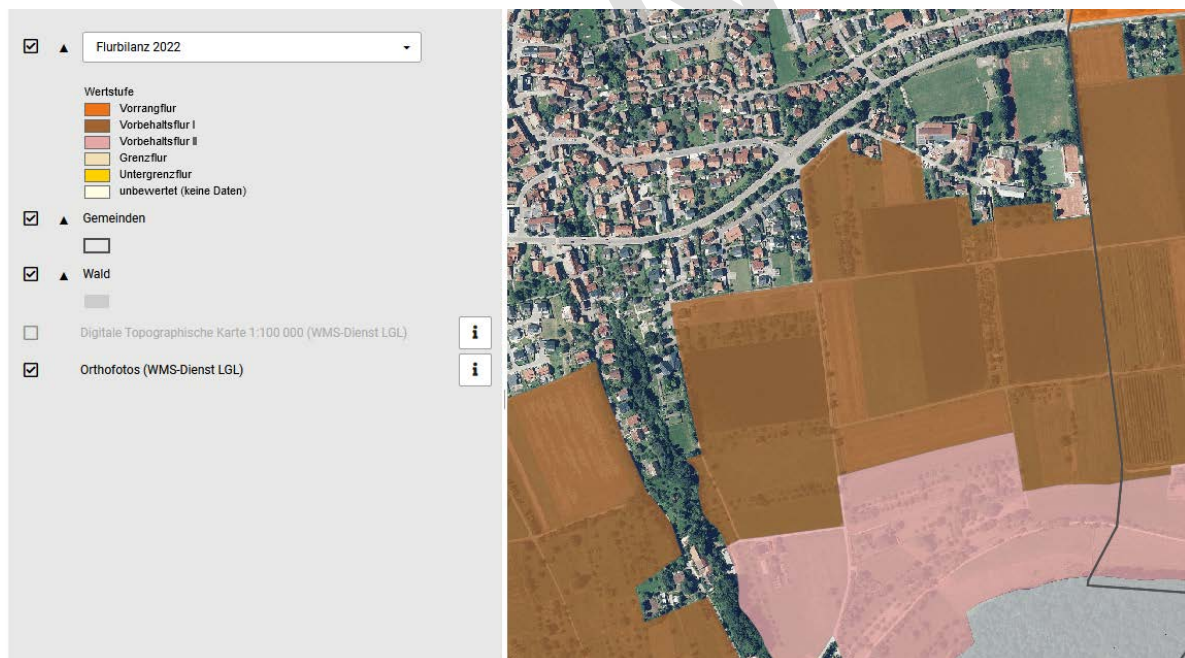 Flurbilanz 2022
Wertstufe
Vorrangflur
Vorbehaltsflur I
Vorbehaltsflur II
Grenzflur
Untergrenzflur
unbewertet (keine Daten)
Gemeinden
Wald
Digitale Topographische Karte 1:100 000 (WMS-Dienst LGL)
i
Orthofotos (WMS-Dienst LGL)
i